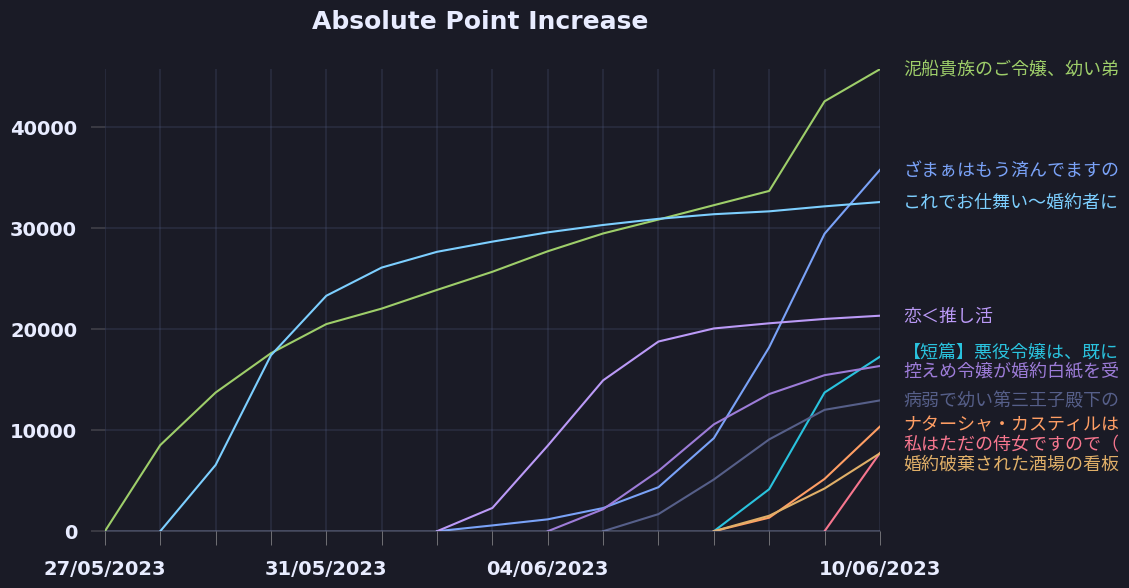 Absolute Point Increase
泥船貴族のご令嬢、幼い弟
40000
ざまぁはもう済んでますの
これでお仕舞い～婚約者に
30000
恋＜推し活
20000
【短篇】悪役令嬢は、既に
控えめ令嬢が婚約白紙を受
病弱で幼い第三王子殿下の
10000
ナターシャ・カスティルは
私はただの侍女ですので（
婚約破棄された酒場の看板
0
27/05/2023 31/05/2023 04/06/2023 10/06/2023